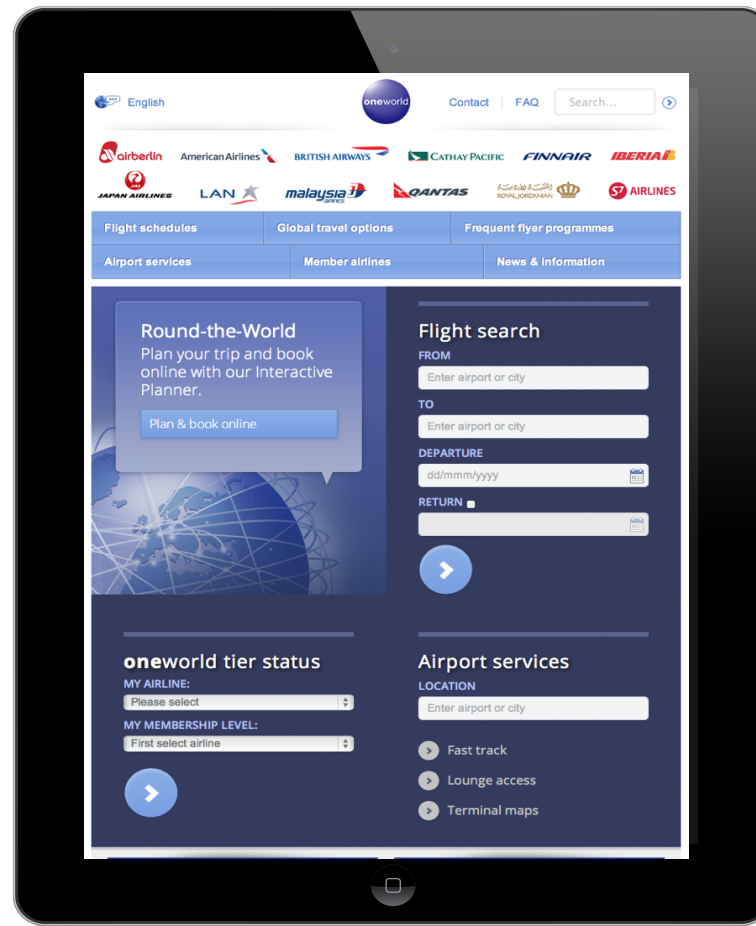 English
oneworld
Contact
FAQ
Search...
airberlin
American Airlines
BRITISH AIRWAYS
CATHAY PACIFIC
FINNAIR
IBERIA
JAL
JAPAN AIRLINES
LAN
malaysia
airlines
QANTAS
ROYAL JORDANIAN
S7 AIRLINES
Flight schedules
Global travel options
Frequent flyer programmes
Airport services
Member airlines
News & information
Round-the-World
Plan your trip and book
online with our Interactive
Planner.
Plan & book online
Flight search
FROM
Enter airport or city
TO
Enter airport or city
DEPARTURE
dd/mmm/yyyy
RETURN
oneworld tier status
MY AIRLINE:
Please select
MY MEMBERSHIP LEVEL:
First select airline
Airport services
LOCATION
Enter airport or city
Fast track
Lounge access
Terminal maps